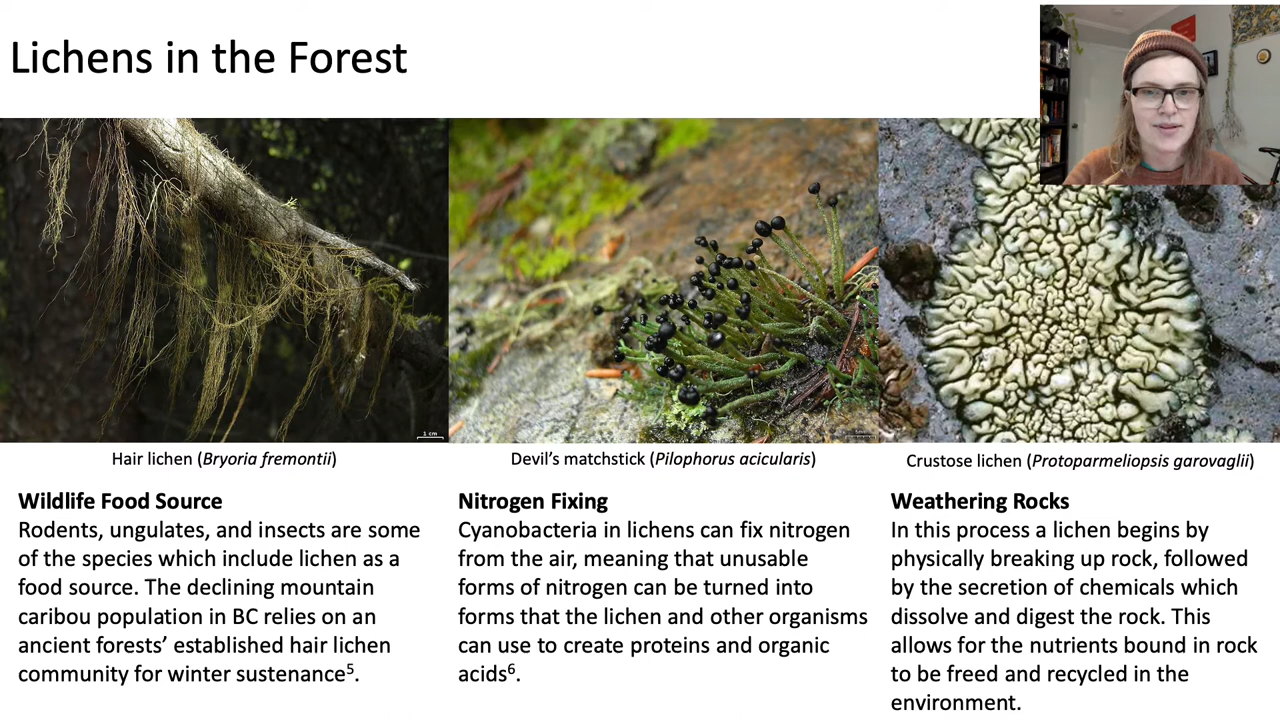 Lichens in the Forest
1 cm
Hair lichen (Bryoria fremontii)
Devil’s matchstick (Pilophorus acicularis)
Crustose lichen (Protoparmeliopsis garovaglii)
Wildlife Food Source
Rodents, ungulates, and insects are some
of the species which include lichen as a
food source. The declining mountain
caribou population in BC relies on an
ancient forests’ established hair lichen
community for winter sustenance⁵.
Nitrogen Fixing
Cyanobacteria in lichens can fix nitrogen
from the air, meaning that unusable
forms of nitrogen can be turned into
forms that the lichen and other organisms
can use to create proteins and organic
acids⁶.
Weathering Rocks
In this process a lichen begins by
physically breaking up rock, followed
by the secretion of chemicals which
dissolve and digest the rock. This
allows for the nutrients bound in rock
to be freed and recycled in the
environment.